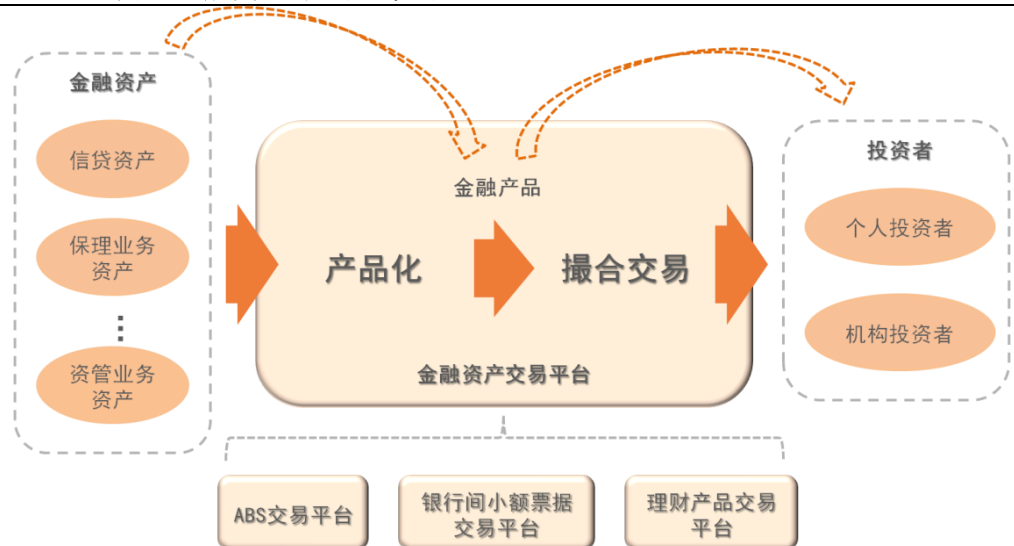 金融资产
信贷资产
保理业务
资产
资管业务
资产
金融产品
产品化
撮合交易
金融资产交易平台
投资者
个人投资者
机构投资者
ABS交易平台
银行间小额票据
交易平台
理财产品交易
平台